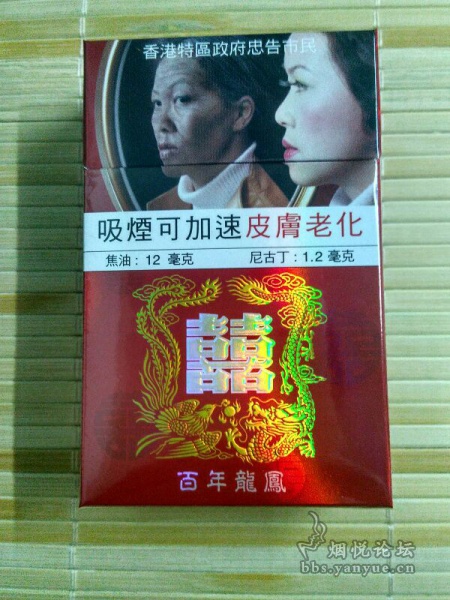 香港特區政府忠告市民
吸煙可加速皮膚老化
焦油: 12 毫克 尼古丁: 1.2 毫克
囍
百年龍鳳
烟悦论坛
bbs.yanyue.cn